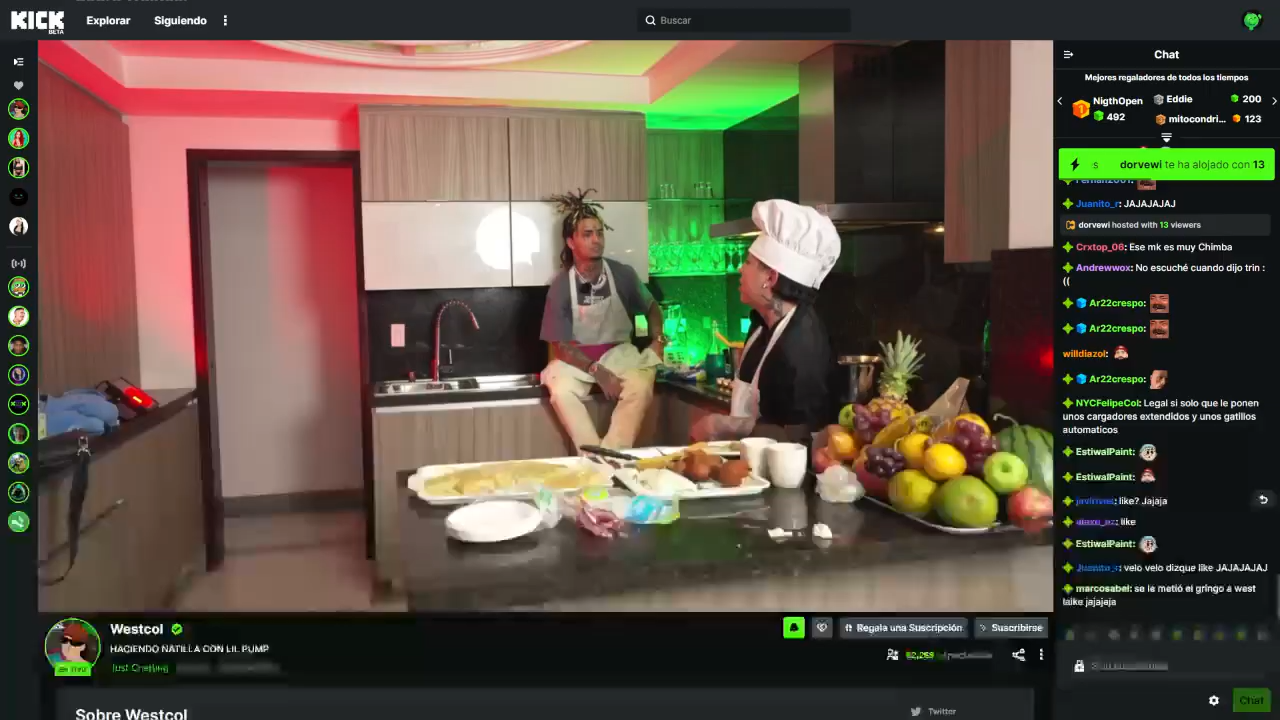 KICK
BETA
Explorar
Siguiendo
Buscar
Chat
Mejores regaladores de todos los tiempos
NigthOpen
492
Eddie
200
mitocondri...
123
s dorvewi te ha alojado con 13
Juanito_r: JAJAJAJAJ
dorvewi hosted with 13 viewers
Crxtop_06: Ese mk es muy Chimba
Andrewwox: No escuché cuando dijo trin :
((
Ar22crespo:
Ar22crespo:
willdiazol:
Ar22crespo:
NYCFelipeCol: Legal si solo que le ponen
unos cargadores extendidos y unos gatillos
automaticos
EstiwalPaint:
EstiwalPaint:
like? Jajaja
like
EstiwalPaint:
velo velo dizque like JAJAJAJAJ
marcosabel: se le metió el gringo a west
laike jajajaja
Westcol
HACIENDO NATILLA CON LIL PUMP
Just Chatting
Regala una Suscripción
Suscribirse
Chat
Sobre Westcol
Twitter